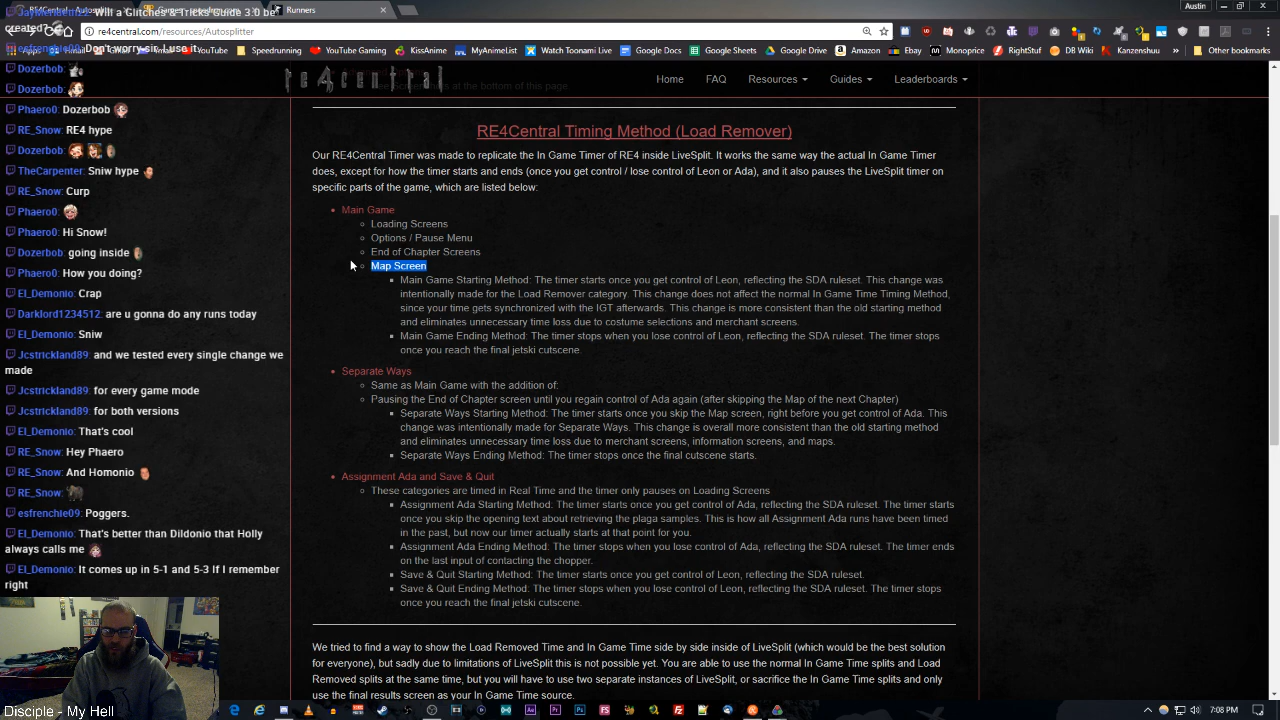 JayMendem22: Will a Glitches & Tricks Guide 3.0 be
created?
Runners
Austin
esfrenchie09: Don't worry sir I use it
re4central.com/resources/Autosplitter
YouTube
Speedrunning
YouTube Gaming
KissAnime
MyAnimeList
Watch Toonami Live
Google Docs
Google Sheets
Google Drive
Amazon
Ebay
Monoprice
RightStuf
DB Wiki
Kanzenshuu
Other bookmarks
Dozerbob:
Dozerbob:
Phaero0: Dozerbob
RE_Snow: RE4 hype
Dozerbob:
TheCarpenter: Sniw hype
RE_Snow: Curp
Phaero0:
Phaero0: Hi Snow!
Dozerbob: going inside
Phaero0: How you doing?
El_Demonio: Crap
Darklord1234512: are u gonna do any runs today
El_Demonio: Sniw
Jcstrickland89: and we tested every single change we
made
Jcstrickland89: for every game mode
Jcstrickland89: for both versions
El_Demonio: That's cool
RE_Snow: Hey Phaero
RE_Snow: And Homonio
RE_Snow:
esfrenchie09: Poggers.
El_Demonio: That's better than Dildonio that Holly
always calls me
El_Demonio: It comes up in 5-1 and 5-3 If I remember
right
re4central
Home
FAQ
Resources
Guides
Leaderboards
at the bottom of this page
RE4Central Timing Method (Load Remover)
Our RE4Central Timer was made to replicate the In Game Timer of RE4 inside LiveSplit. It works the same way the actual In Game Timer
does, except for how the timer starts and ends (once you get control / lose control of Leon or Ada), and it also pauses the LiveSplit timer on
specific parts of the game, which are listed below:
Main Game
Loading Screens
Options / Pause Menu
End of Chapter Screens
Map Screen
Main Game Starting Method: The timer starts once you get control of Leon, reflecting the SDA ruleset. This change was
intentionally made for the Load Remover category. This change does not affect the normal In Game Time Timing Method,
since your time gets synchronized with the IGT afterwards. This change is more consistent than the old starting method
and eliminates unnecessary time loss due to costume selections and merchant screens.
Main Game Ending Method: The timer stops when you lose control of Leon, reflecting the SDA ruleset. The timer stops
once you reach the final jetski cutscene.
Separate Ways
Same as Main Game with the addition of:
Pausing the End of Chapter screen until you regain control of Ada again (after skipping the Map of the next Chapter)
Separate Ways Starting Method: The timer starts once you skip the Map screen, right before you get control of Ada. This
change was intentionally made for Separate Ways. This change is overall more consistent than the old starting method
and eliminates unnecessary time loss due to merchant screens, information screens, and maps.
Separate Ways Ending Method: The timer stops once the final cutscene starts.
Assignment Ada and Save & Quit
These categories are timed in Real Time and the timer only pauses on Loading Screens
Assignment Ada Starting Method: The timer starts once you get control of Ada, reflecting the SDA ruleset. The timer starts
once you skip the opening text about retrieving the plaga samples. This is how all Assignment Ada runs have been timed
in the past, but now our timer actually starts at that point for you.
Assignment Ada Ending Method: The timer stops when you lose control of Ada, reflecting the SDA ruleset. The timer ends
on the last input of contacting the chopper.
Save & Quit Starting Method: The timer starts once you get control of Leon, reflecting the SDA ruleset.
Save & Quit Ending Method: The timer stops when you lose control of Leon, reflecting the SDA ruleset. The timer stops
once you reach the final jetski cutscene.
We tried to find a way to show the Load Removed Time and In Game Time side by side inside of LiveSplit (which would be the best solution
for everyone), but sadly due to limitations of LiveSplit this is not possible yet. You are able to use the normal In Game Time splits and Load
Removed splits at the same time, but you will have to use two separate instances of LiveSplit, or sacrifice the In Game Time splits and only
use the final results screen as your In Game Time source.
Disciple - My Hell
7:08 PM